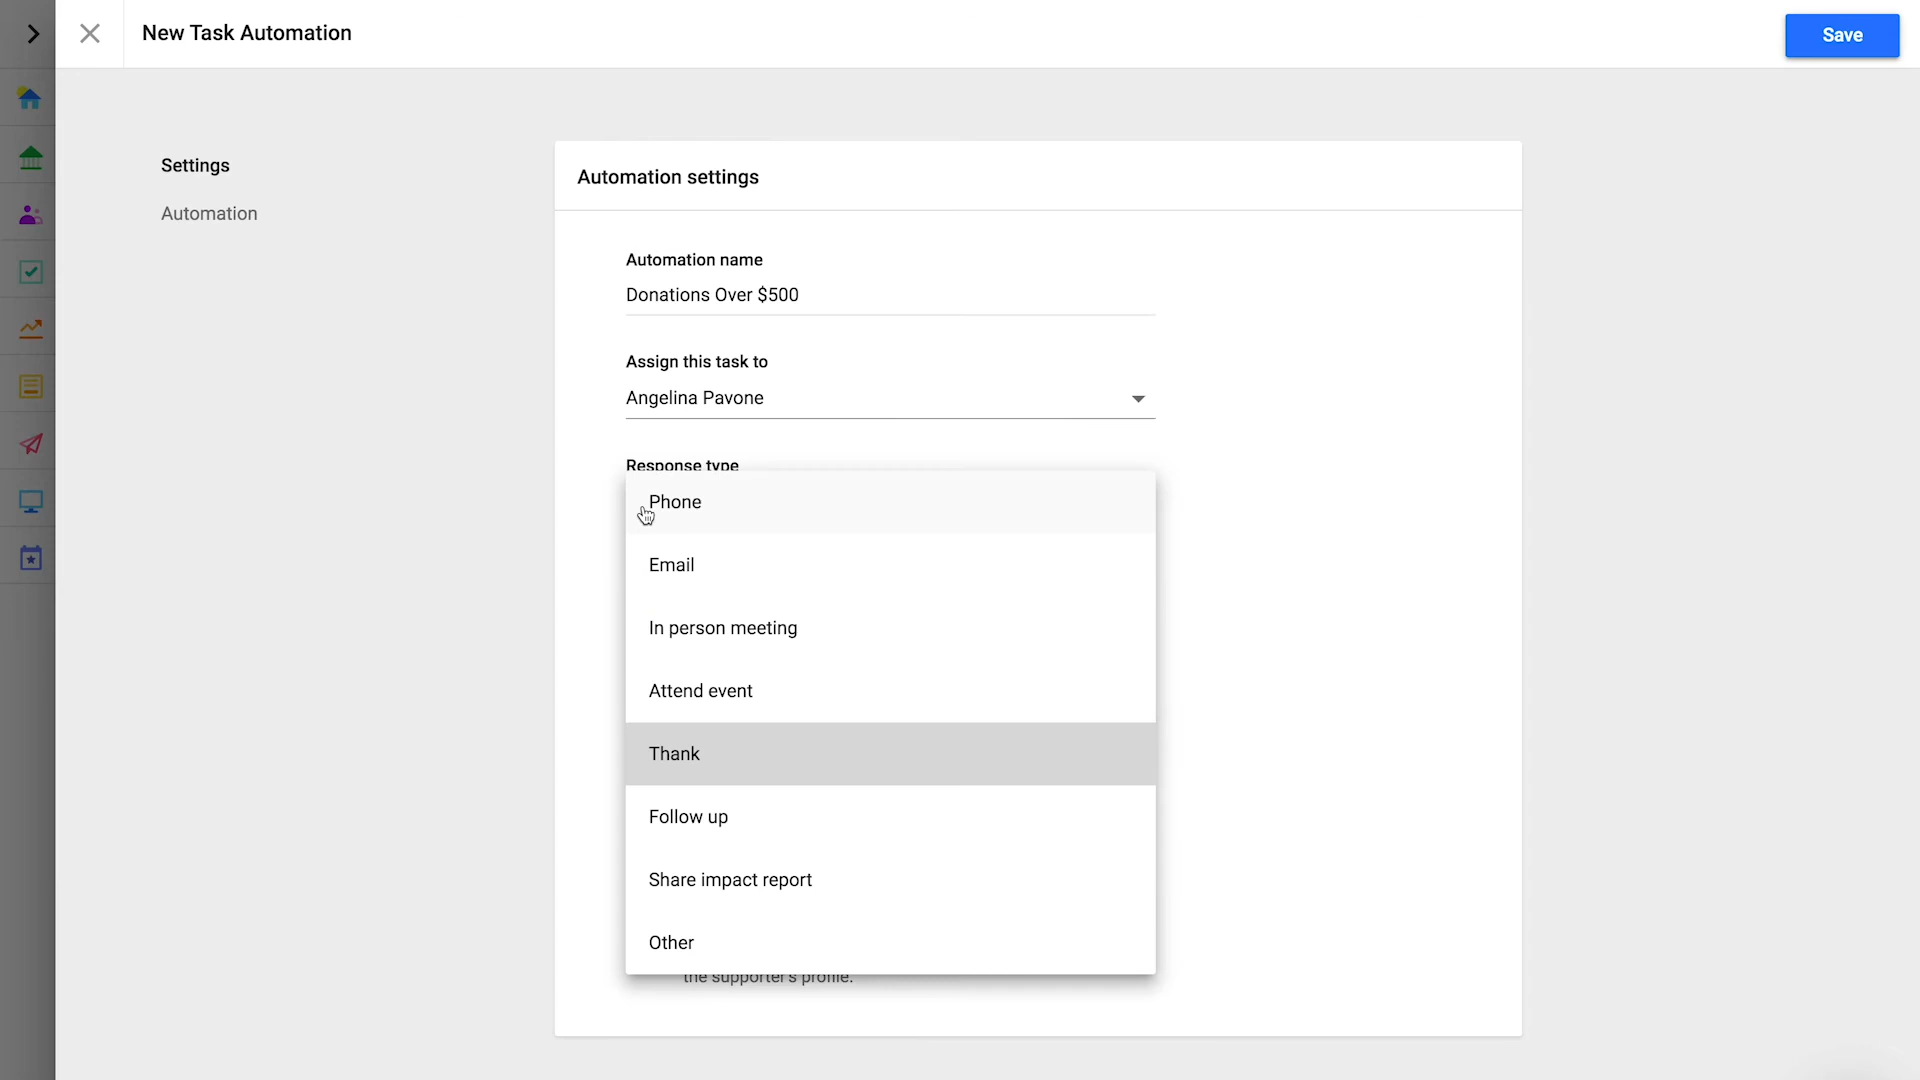 New Task Automation
Save
Settings
Automation
Automation settings
Automation name
Donations Over $500
Assign this task to
Angelina Pavone
Response type
Phone
Email
In person meeting
Attend event
Thank
Follow up
Share impact report
Other
the supporter's profile.